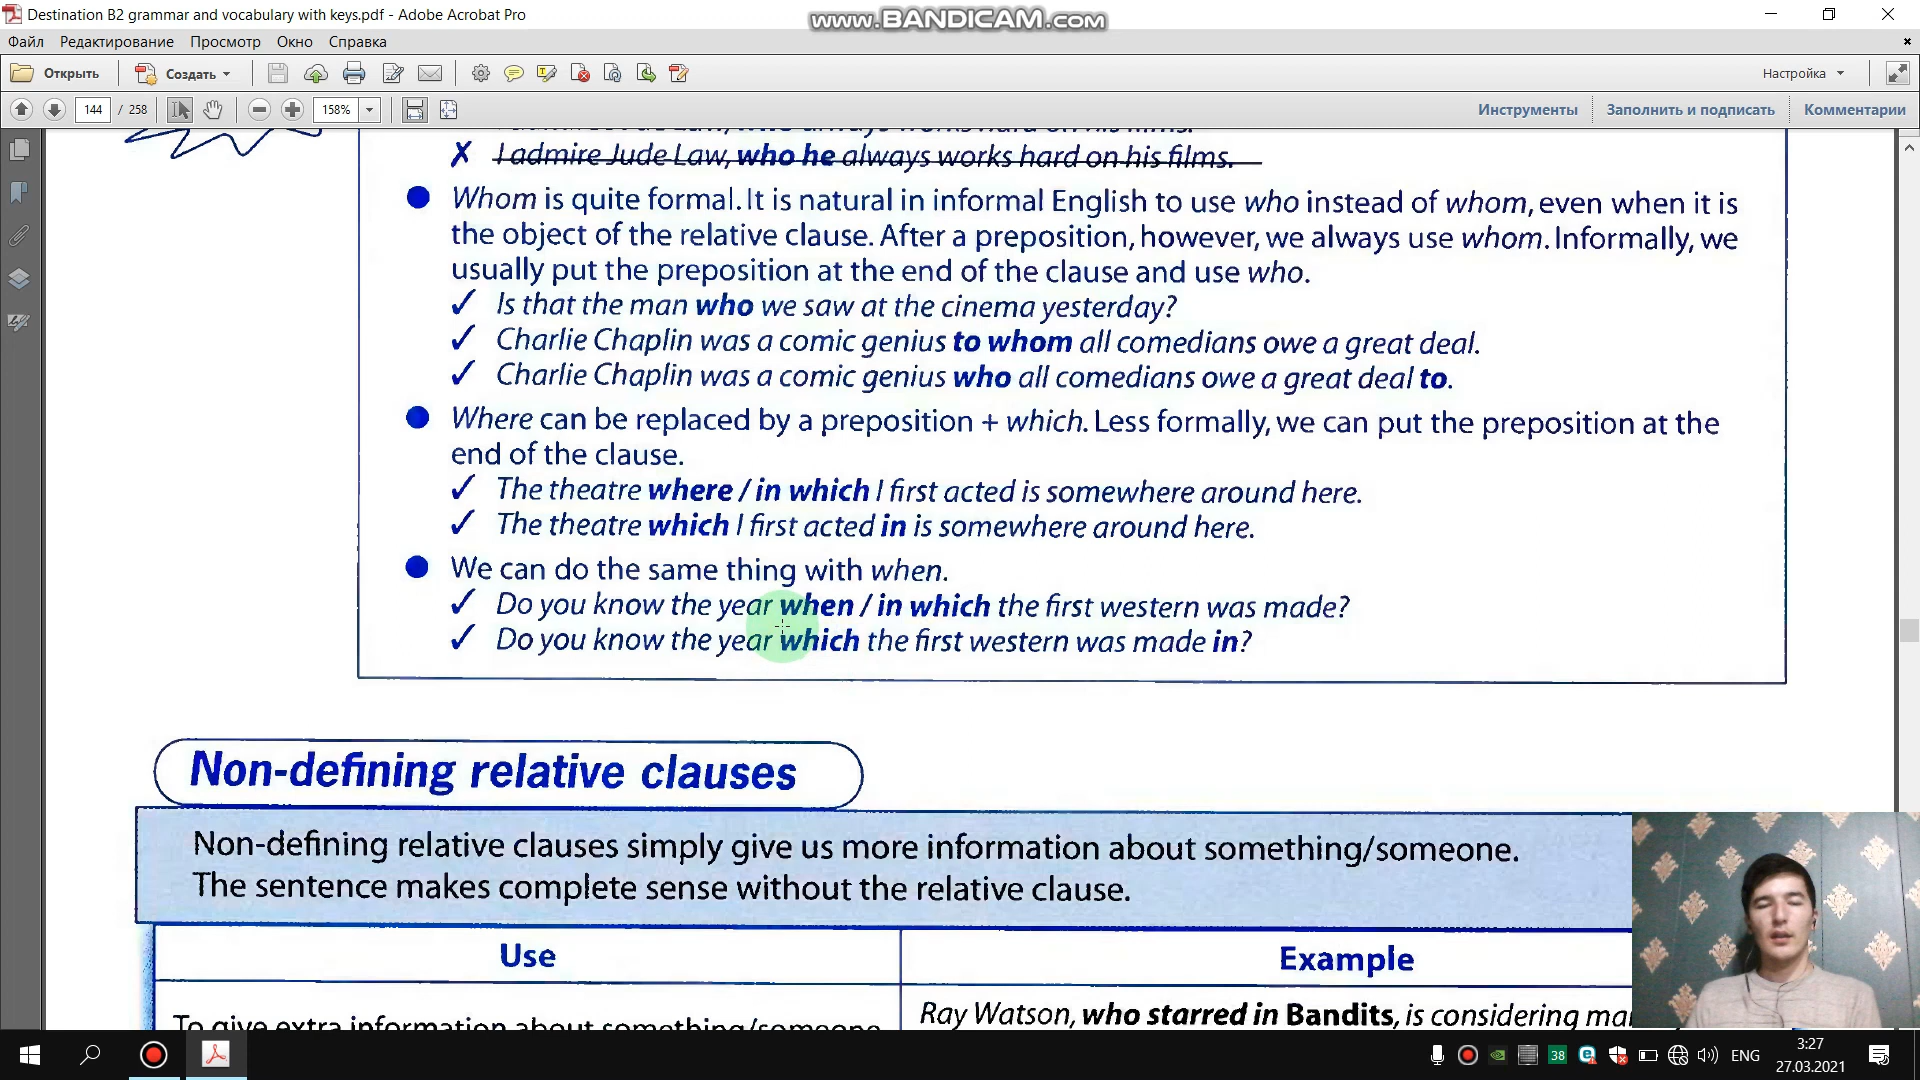 Destination B2 grammar and vocabulary with keys.pdf - Adobe Acrobat Pro
www.BANDICAM.com
Файл Редактирование Просмотр Окно Справка
Открыть Создать Настройка
144 / 258 158% Инструменты Заполнить и подписать Комментарии
✗ I admire Jude Law, who he always works hard on his films.
● Whom is quite formal. It is natural in informal English to use who instead of whom, even when it is
the object of the relative clause. After a preposition, however, we always use whom. Informally, we
usually put the preposition at the end of the clause and use who.
✓ Is that the man who we saw at the cinema yesterday?
✓ Charlie Chaplin was a comic genius to whom all comedians owe a great deal.
✓ Charlie Chaplin was a comic genius who all comedians owe a great deal to.
● Where can be replaced by a preposition + which. Less formally, we can put the preposition at the
end of the clause.
✓ The theatre where / in which I first acted is somewhere around here.
✓ The theatre which I first acted in is somewhere around here.
● We can do the same thing with when.
✓ Do you know the year when / in which the first western was made?
✓ Do you know the year which the first western was made in?
Non-defining relative clauses
Non-defining relative clauses simply give us more information about something/someone.
The sentence makes complete sense without the relative clause.
Use Example
To give extra information about something/someone
Ray Watson, who starred in Bandits, is considering
38 ENG 3:27
27.03.2021